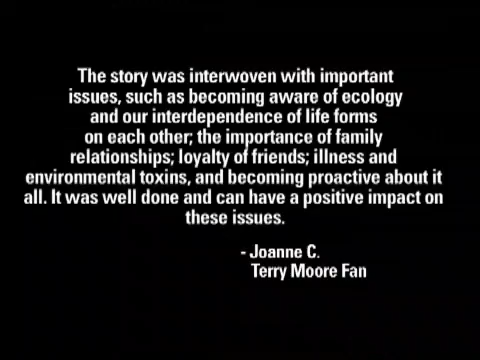 The story was interwoven with important
issues, such as becoming aware of ecology
and our interdependence of life forms
on each other; the importance of family
relationships; loyalty of friends; illness and
environmental toxins, and becoming proactive about it
all. It was well done and can have a positive impact on
these issues.
- Joanne C.
Terry Moore Fan